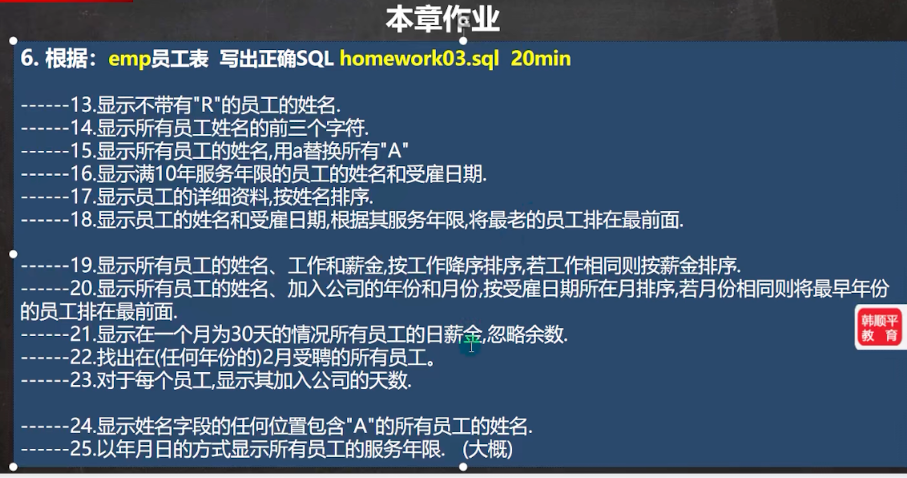 本章作业
6. 根据：emp员工表 写出正确SQL homework03.sql 20min
------13.显示不带有"R"的员工的姓名.
------14.显示所有员工姓名的前三个字符.
------15.显示所有员工的姓名,用a替换所有"A"
------16.显示满10年服务年限的员工的姓名和受雇日期.
------17.显示员工的详细资料,按姓名排序.
------18.显示员工的姓名和受雇日期,根据其服务年限,将最老的员工排在最前面.
------19.显示所有员工的姓名、工作和薪金,按工作降序排序,若工作相同则按薪金排序.
------20.显示所有员工的姓名、加入公司的年份和月份,按受雇日期所在月排序,若月份相同则将最早年份
的员工排在最前面.
------21.显示在一个月为30天的情况所有员工的日薪金,忽略余数.
------22.找出在(任何年份的)2月受聘的所有员工。
------23.对于每个员工,显示其加入公司的天数.
------24.显示姓名字段的任何位置包含"A"的所有员工的姓名.
------25.以年月日的方式显示所有员工的服务年限. (大概)
韩顺平
教育